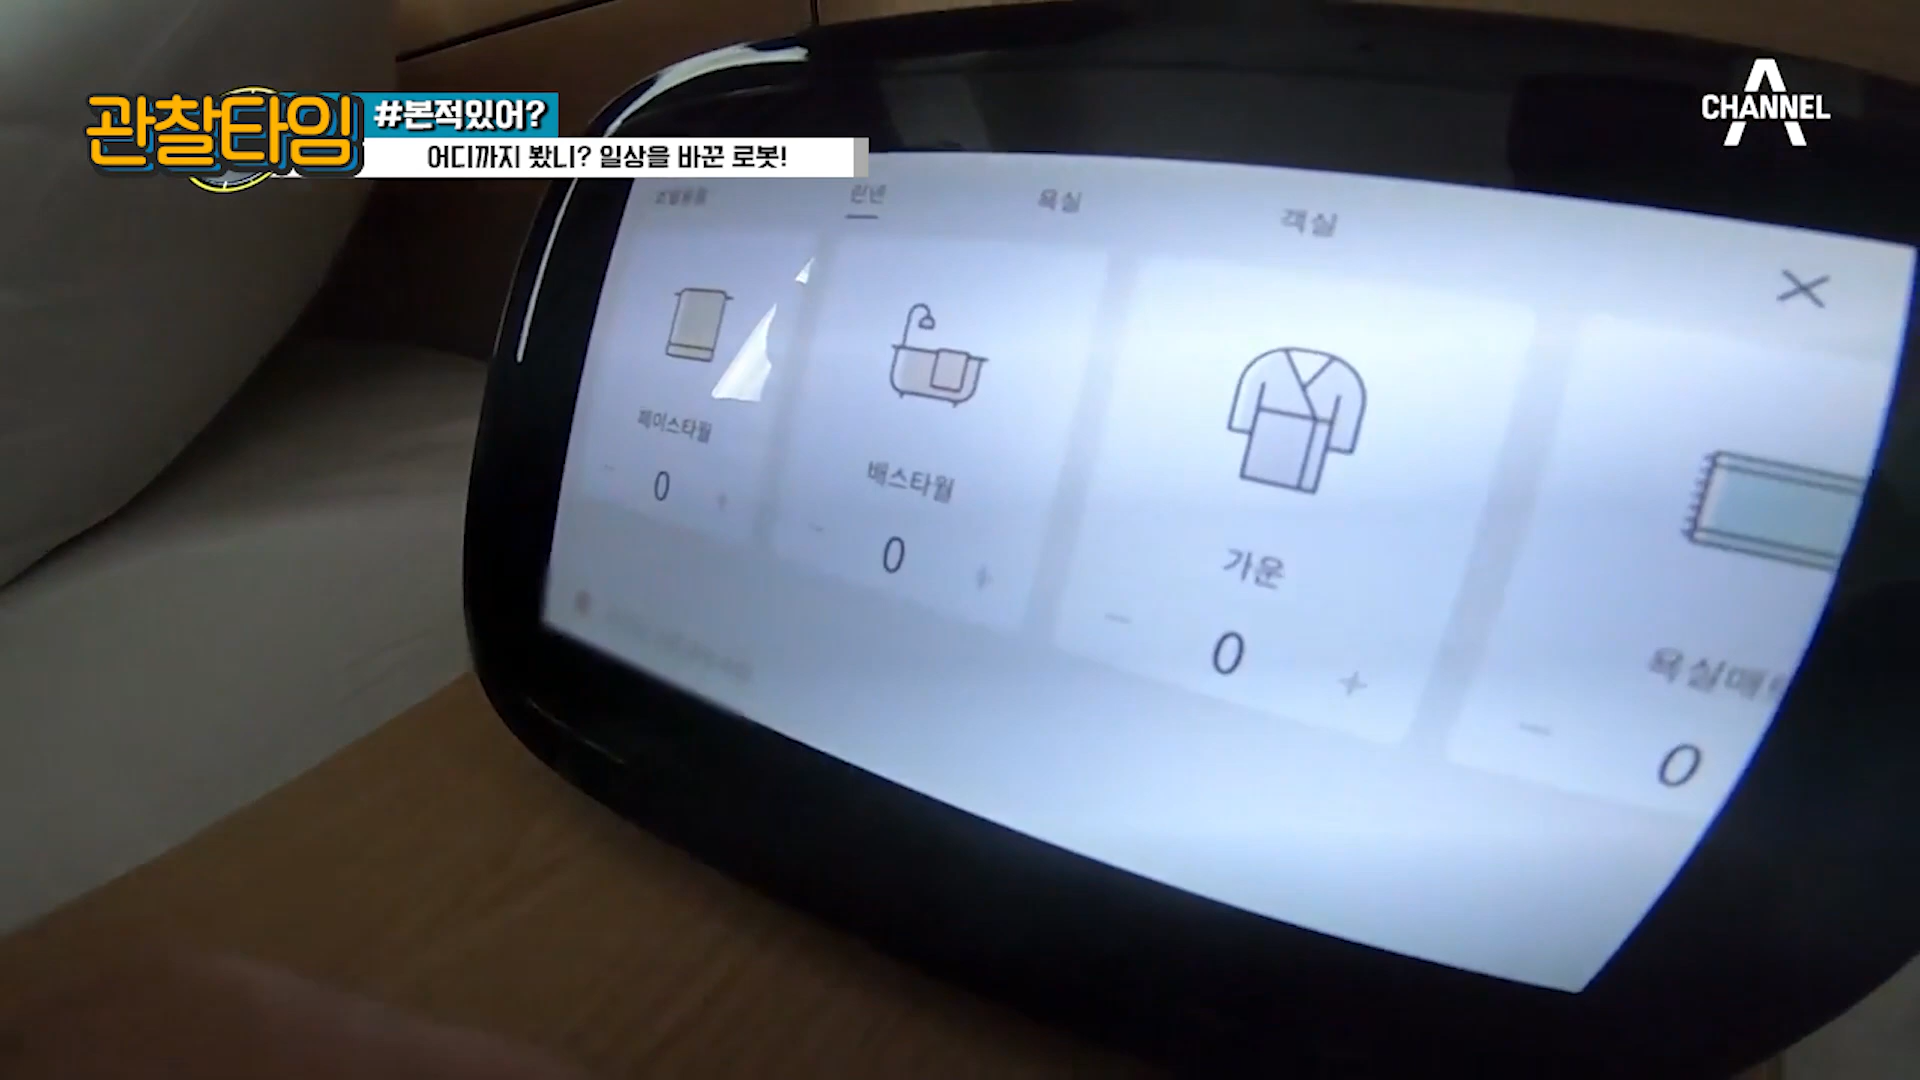 관찰타임
#본적있어?
어디까지 봤니? 일상을 바꾼 로봇!
CHANNEL A
린넨
욕실
객실
페이스타월
배스타월
가운
- 0 +
- 0 +
- 0 +
- 0